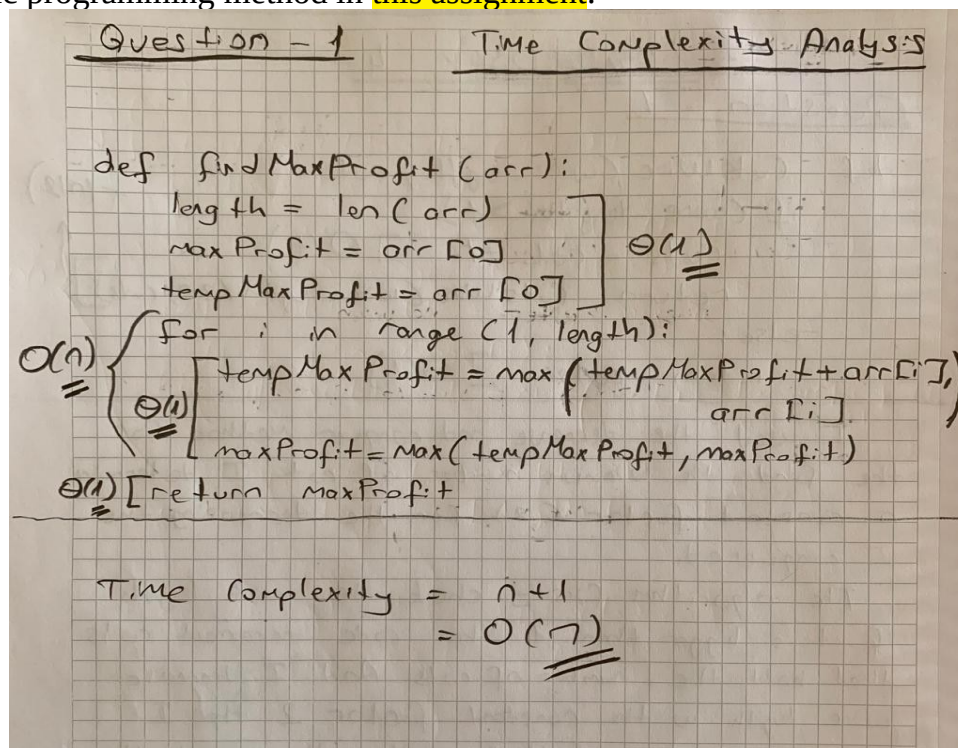 programming method in this assignment.
Question - 1 Time Complexity Analysis
def findMaxProfit (arr):
length = len (arr)
maxProfit = arr [0]
Θ(1)
tempMaxProfit = arr [0]
for i in range (1, length):
O(n)
tempMaxProfit = max (tempMaxProfit + arr[i],
Θ(1)
arr [i])
maxProfit = max ( tempMaxProfit, maxProfit)
Θ(1) [return maxProfit
Time Complexity = n+1
= O(n)